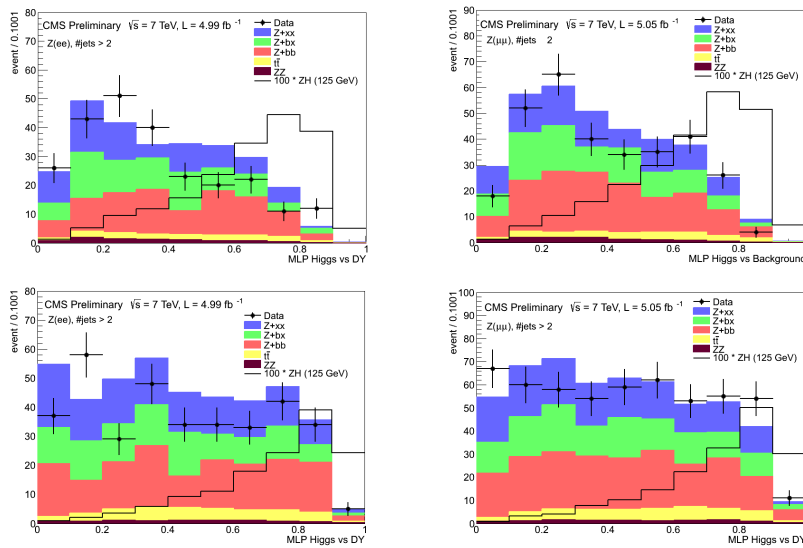 event / 0.1001
80
70
60
50
40
30
20
10
0
CMS Preliminary √s = 7 TeV, L = 4.99 fb -1
Z(ee), #jets > 2
Data
Z+xx
Z+bx
Z+bb
tt̄
ZZ
100 * ZH (125 GeV)
0 0.2 0.4 0.6 0.8 1
MLP Higgs vs DY
event / 0.1001
90
80
70
60
50
40
30
20
10
0
CMS Preliminary √s = 7 TeV, L = 5.05 fb -1
Z(μμ), #jets 2
Data
Z+xx
Z+bx
Z+bb
tt̄
ZZ
100 * ZH (125 GeV)
0 0.2 0.4 0.6 0.8 1
MLP Higgs vs Background
event / 0.1001
80
70
60
50
40
30
20
10
0
CMS Preliminary √s = 7 TeV, L = 4.99 fb -1
Z(ee), #jets > 2
Data
Z+xx
Z+bx
Z+bb
tt̄
ZZ
100 * ZH (125 GeV)
0 0.2 0.4 0.6 0.8 1
MLP Higgs vs DY
event / 0.1001
100
90
80
70
60
50
40
30
20
10
0
CMS Preliminary √s = 7 TeV, L = 5.05 fb -1
Z(μμ), #jets > 2
Data
Z+xx
Z+bx
Z+bb
tt̄
ZZ
100 * ZH (125 GeV)
0 0.2 0.4 0.6 0.8 1
MLP Higgs vs DY